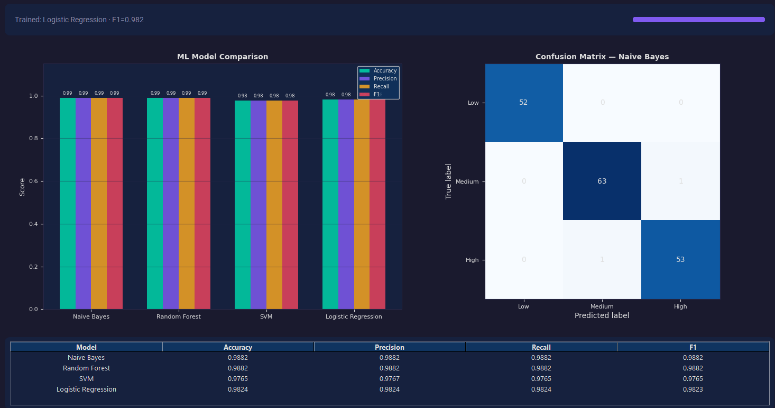 Trained: Logistic Regression · F1=0.982
ML Model Comparison
Accuracy
Precision
Recall
F1-
0.99 0.99 0.99 0.99 0.99 0.99 0.99 0.99 0.98 0.98 0.98 0.98 0.98 0.98
1.0
0.8
0.6
0.4
0.2
0.0
Score
Naive Bayes Random Forest SVM Logistic Regression
Confusion Matrix — Naive Bayes
True label
Low 52 0 0
Medium 0 63 1
High 0 1 53
Low Medium High
Predicted label
Model Accuracy Precision Recall F1
Naive Bayes 0.9882 0.9882 0.9882 0.9882
Random Forest 0.9882 0.9882 0.9882 0.9882
SVM 0.9765 0.9767 0.9765 0.9765
Logistic Regression 0.9824 0.9824 0.9824 0.9823